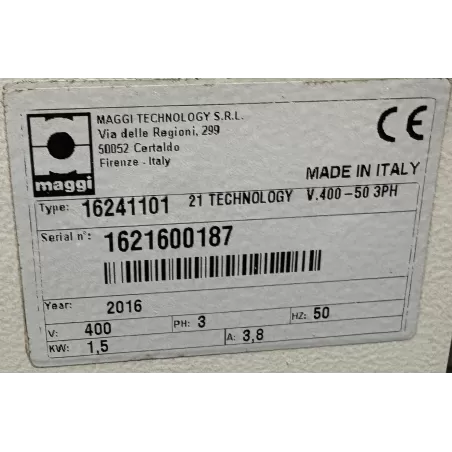 MAGGI TECHNOLOGY S.R.L.
Via delle Regioni, 299
50052 Certaldo
Firenze - Italy
maggi
CE
MADE IN ITALY
Type: 16241101 21 TECHNOLOGY V.400-50 3PH
Serial n°: 1621600187
Year: 2016
V: 400 PH: 3 HZ: 50
KW: 1,5 A: 3,8